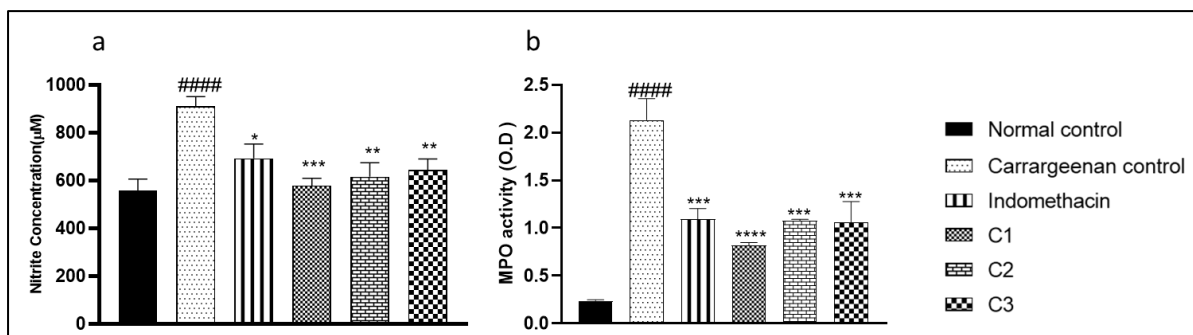 a
Nitrite Concentration(µM)
1000
800
600
400
200
0
####
*
***
**
**
b
MPO activity (O.D )
2.5
2.0
1.5
1.0
0.5
0.0
####
***
****
***
***
Normal control
Carrargeenan control
Indomethacin
C1
C2
C3